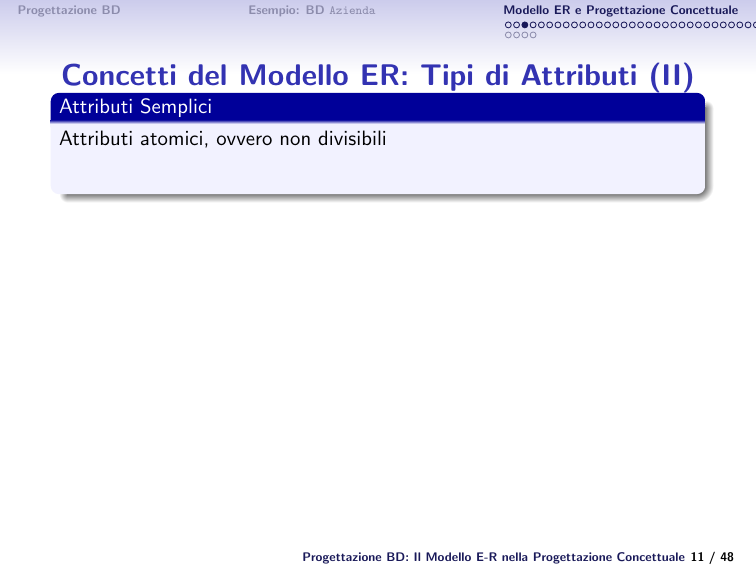 Progettazione BD
Esempio: BD Azienda
Modello ER e Progettazione Concettuale
Concetti del Modello ER: Tipi di Attributi (II)
Attributi Semplici
Attributi atomici, ovvero non divisibili
Progettazione BD: Il Modello E-R nella Progettazione Concettuale 11 / 48